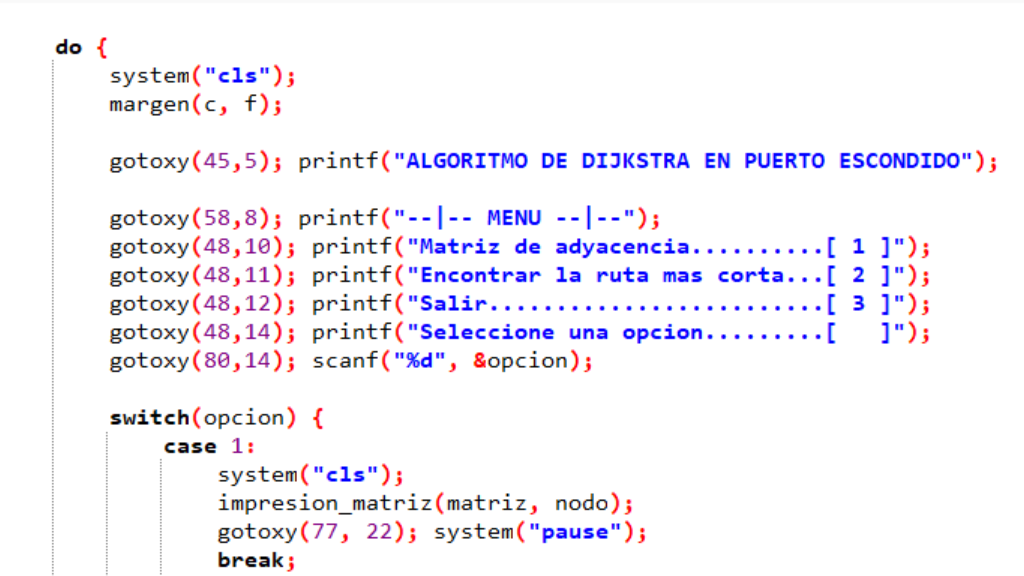 do {
system("cls");
margen(c, f);
gotoxy(45,5); printf("ALGORITMO DE DIJKSTRA EN PUERTO ESCONDIDO");
gotoxy(58,8); printf("--|-- MENU --|--");
gotoxy(48,10); printf("Matriz de adyacencia..........[ 1 ]");
gotoxy(48,11); printf("Encontrar la ruta mas corta...[ 2 ]");
gotoxy(48,12); printf("Salir.........................[ 3 ]");
gotoxy(48,14); printf("Seleccione una opcion.........[   ]");
gotoxy(80,14); scanf("%d", &opcion);
switch(opcion) {
case 1:
system("cls");
impresion_matriz(matriz, nodo);
gotoxy(77, 22); system("pause");
break;